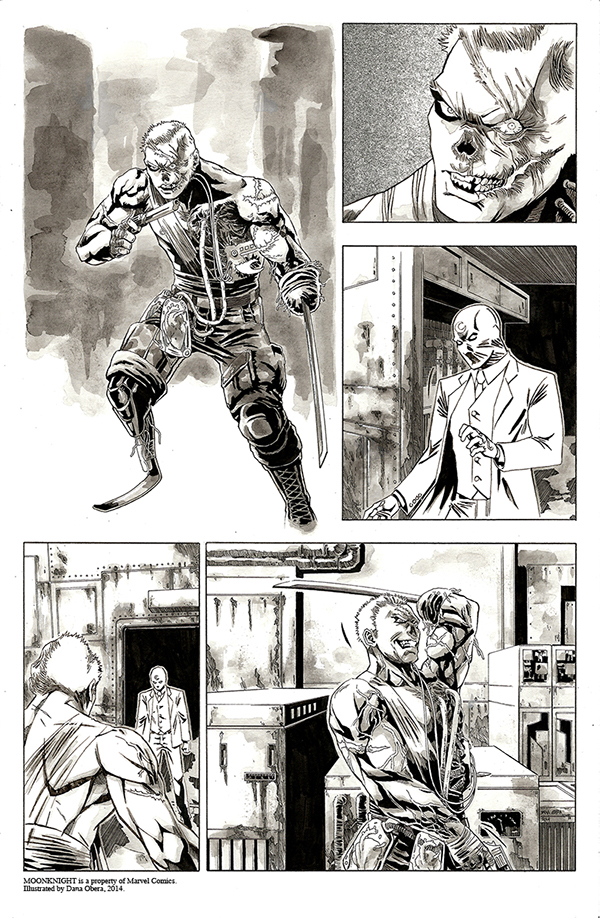 MOONKNIGHT is a property of Marvel Comics.
Illustrated by Dana Obera, 2014.